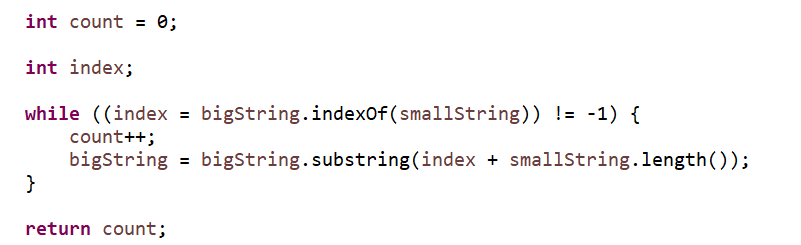 int count = 0;
int index;
while ((index = bigString.indexOf(smallString)) != -1) {
    count++;
    bigString = bigString.substring(index + smallString.length());
}
return count;